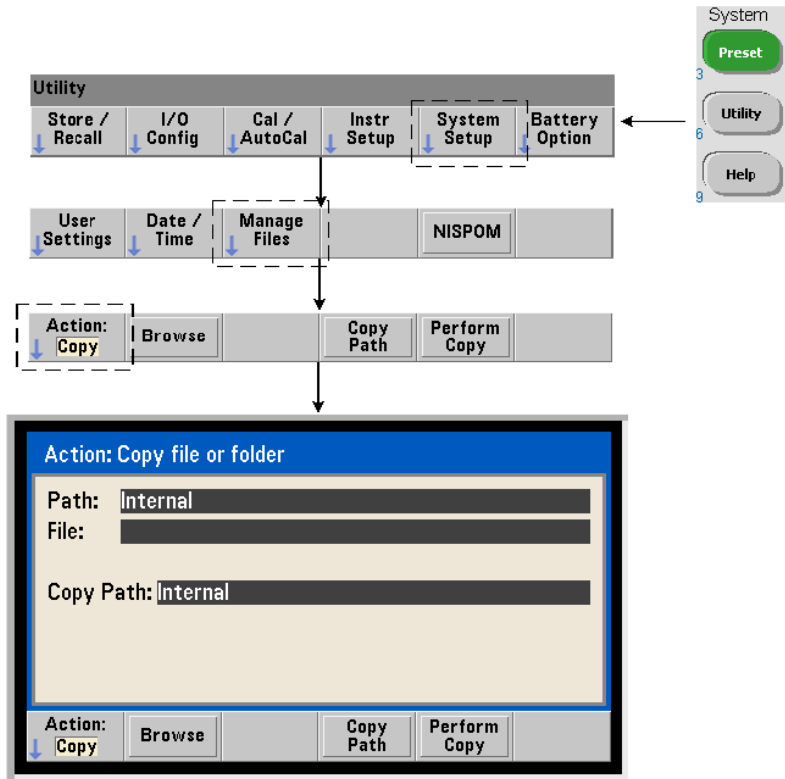 System
Preset
3
Utility
6
Help
9
Utility
Store / Recall
I/O Config
Cal / AutoCal
Instr Setup
System Setup
Battery Option
User Settings
Date / Time
Manage Files
NISPOM
Action: Copy
Browse
Copy Path
Perform Copy
Action: Copy file or folder
Path: Internal
File:
Copy Path: Internal
Action: Copy
Browse
Copy Path
Perform Copy